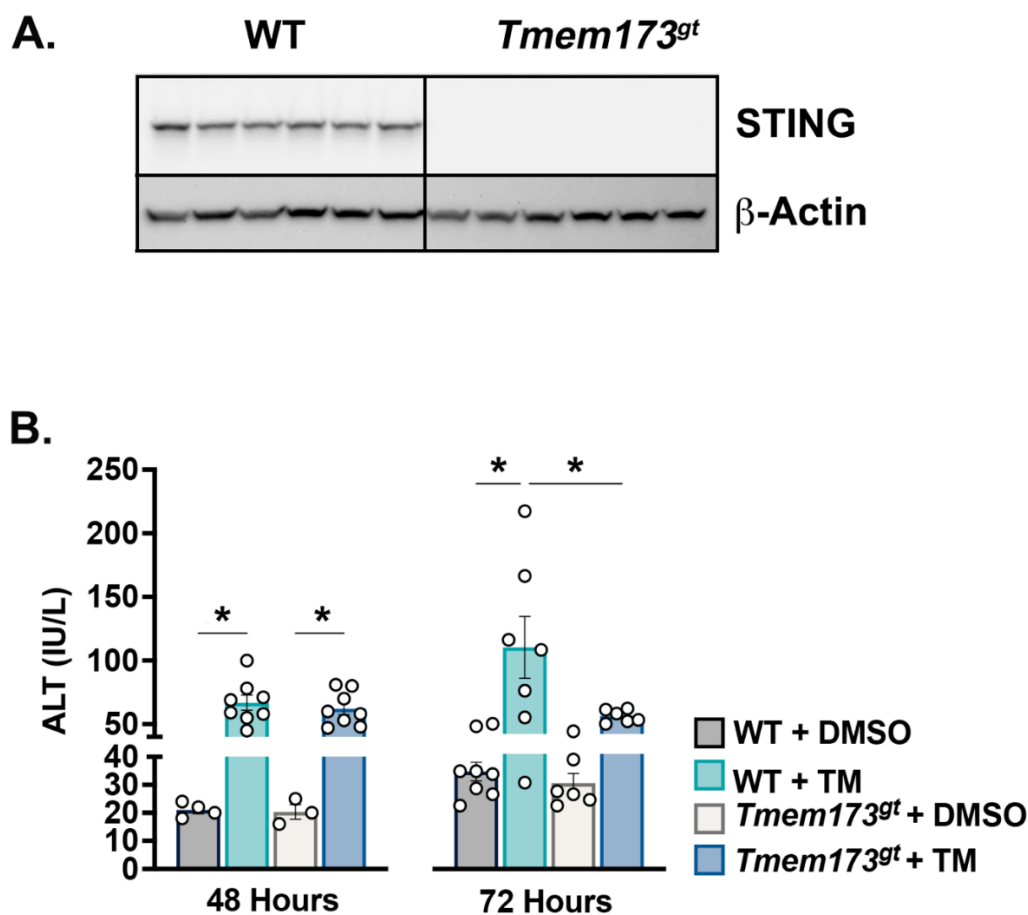 A. WT Tmem173gt
STING
β-Actin
B.
250
200
150
100
50
40
30
20
10
0
ALT (IU/L)
* *
* *
48 Hours 72 Hours
WT + DMSO
WT + TM
Tmem173gt + DMSO
Tmem173gt + TM